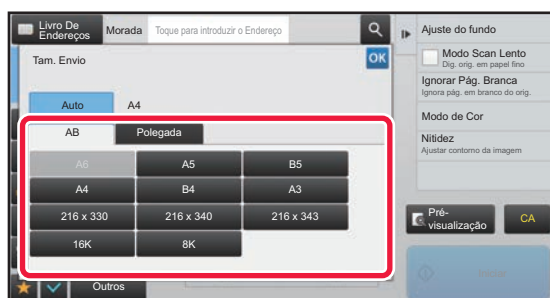 Livro De
Endereços
Morada
Toque para introduzir o Endereço
Tam. Envio
OK
Auto
A4
AB
Polegada
A6
A5
B5
A4
B4
A3
216 x 330
216 x 340
216 x 343
16K
8K
Outros
Ajuste do fundo
Modo Scan Lento
Dig. orig. em papel fino
Ignorar Pág. Branca
Ignora pág. em branco do orig.
Modo de Cor
Nitidez
Ajustar contorno da imagem
Pré-
visualização
CA